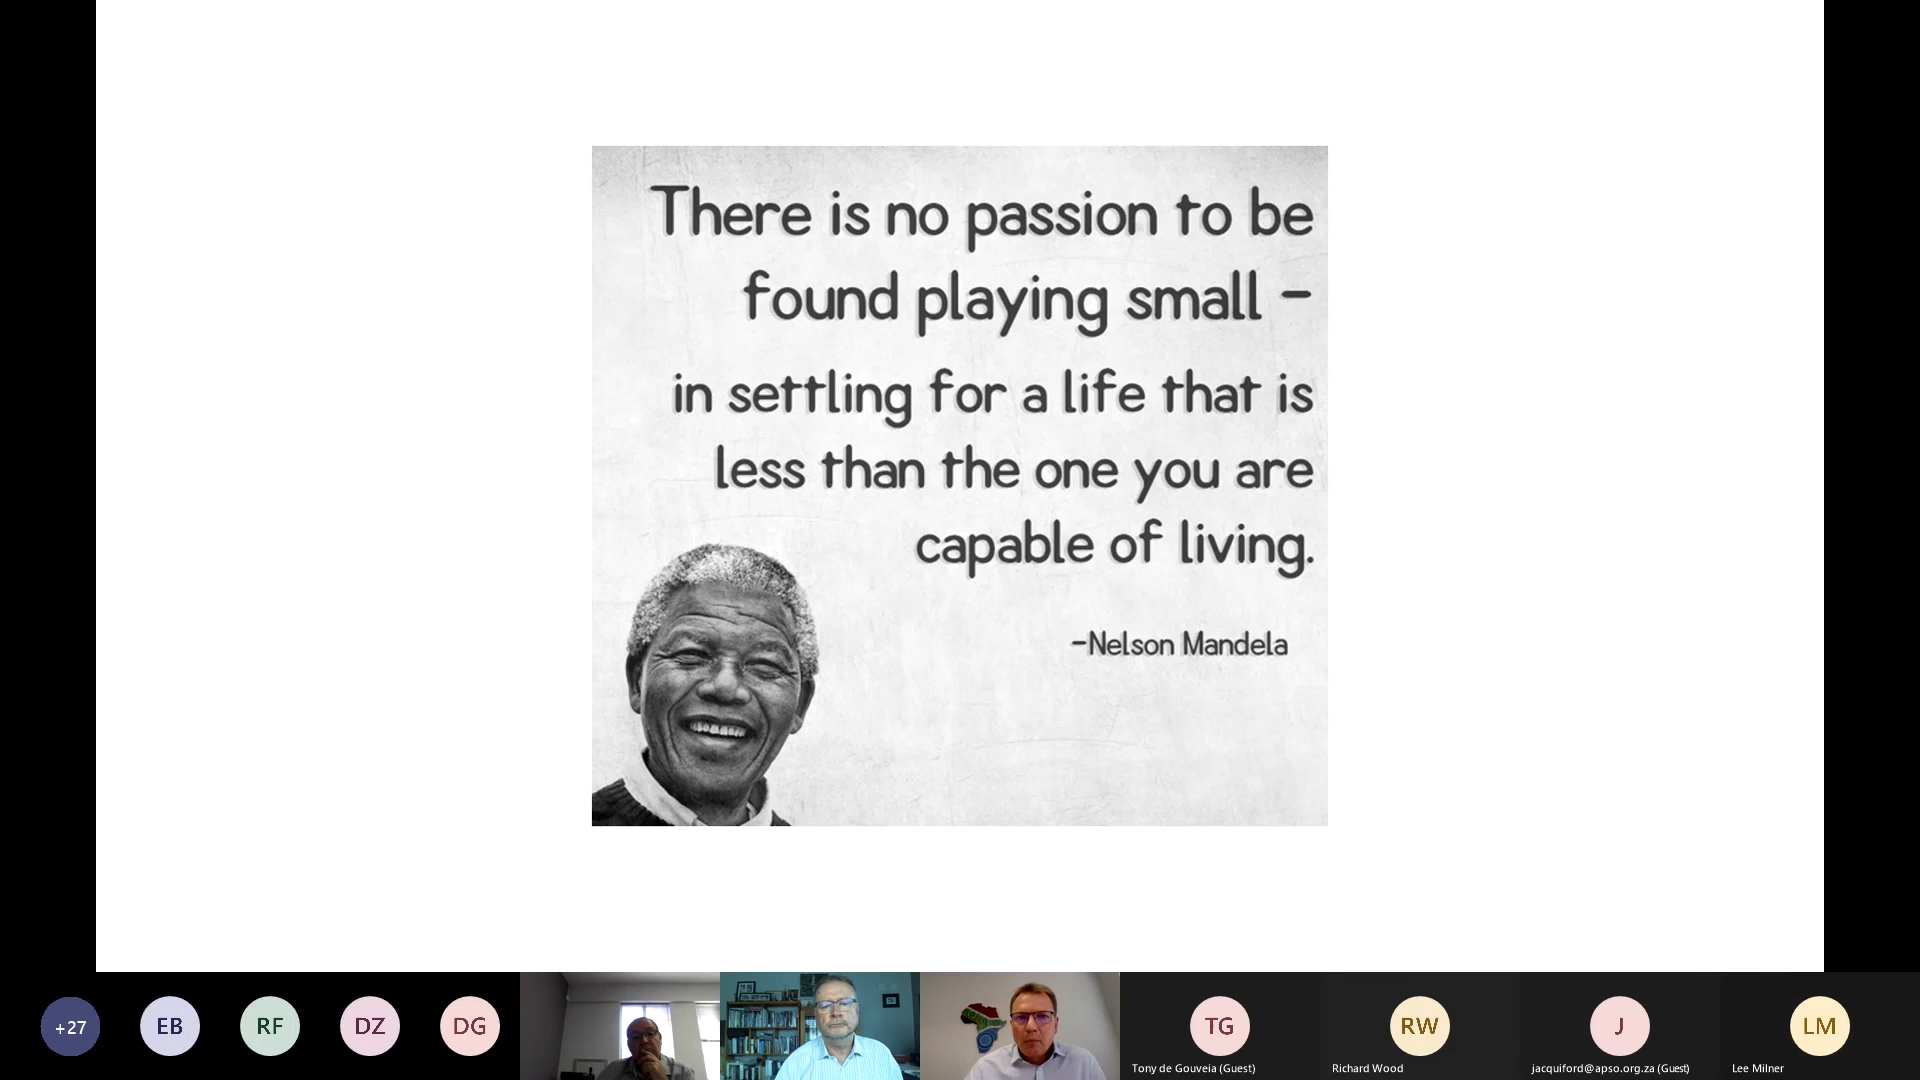 There is no passion to be
found playing small -
in settling for a life that is
less than the one you are
capable of living.
-Nelson Mandela
+27
EB
RF
DZ
DG
TG
RW
J
LM
Tony de Gouveia (Guest)
Richard Wood
jacquiford@apso.org.za (Guest)
Lee Milner